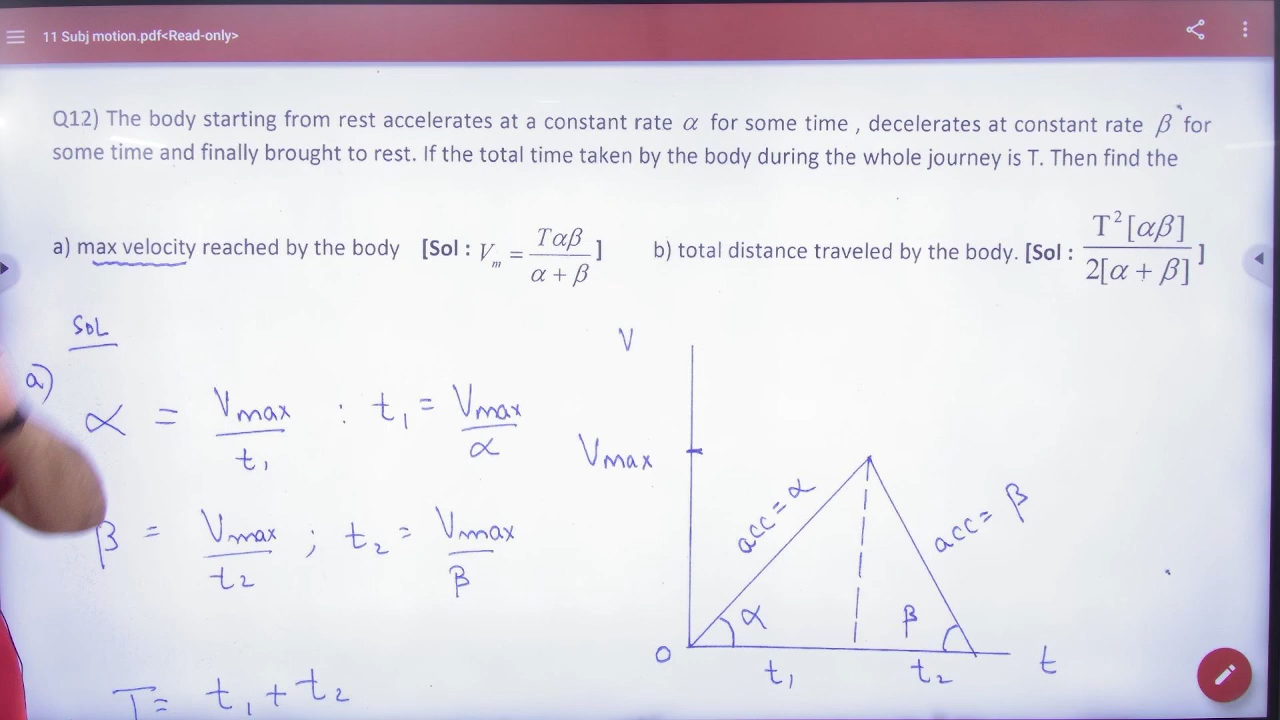 11 Subj motion.pdf<Read-only>
Q12) The body starting from rest accelerates at a constant rate α for some time , decelerates at constant rate β for
some time and finally brought to rest. If the total time taken by the body during the whole journey is T. Then find the
a) max velocity reached by the body [Sol : V_m = Tαβ / α + β ]
b) total distance traveled by the body. [Sol : T²[αβ] / 2[α + β] ]
SOL
a)
α = Vmax / t₁ : t₁ = Vmax / α
β = Vmax / t₂ ; t₂ = Vmax / β
T = t₁ + t₂
V
Vmax
acc = α
acc = β
α
β
O
t₁
t₂
t